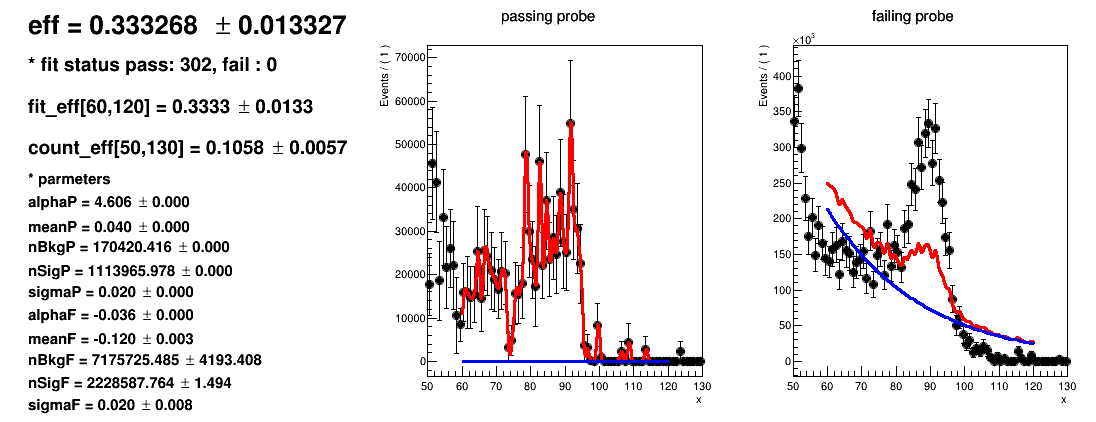 eff = 0.333268 ± 0.013327
* fit status pass: 302, fail : 0
fit_eff[60,120] = 0.3333 ± 0.0133
count_eff[50,130] = 0.1058 ± 0.0057
* parmeters
alphaP = 4.606 ± 0.000
meanP = 0.040 ± 0.000
nBkgP = 170420.416 ± 0.000
nSigP = 1113965.978 ± 0.000
sigmaP = 0.020 ± 0.000
alphaF = -0.036 ± 0.000
meanF = -0.120 ± 0.003
nBkgF = 7175725.485 ± 4193.408
nSigF = 2228587.764 ± 1.494
sigmaF = 0.020 ± 0.008
passing probe
Events / ( 1 )
70000
60000
50000
40000
30000
20000
10000
0
50 60 70 80 90 100 110 120 130
x
failing probe
×10³
Events / ( 1 )
400
350
300
250
200
150
100
50
0
50 60 70 80 90 100 110 120 130
x